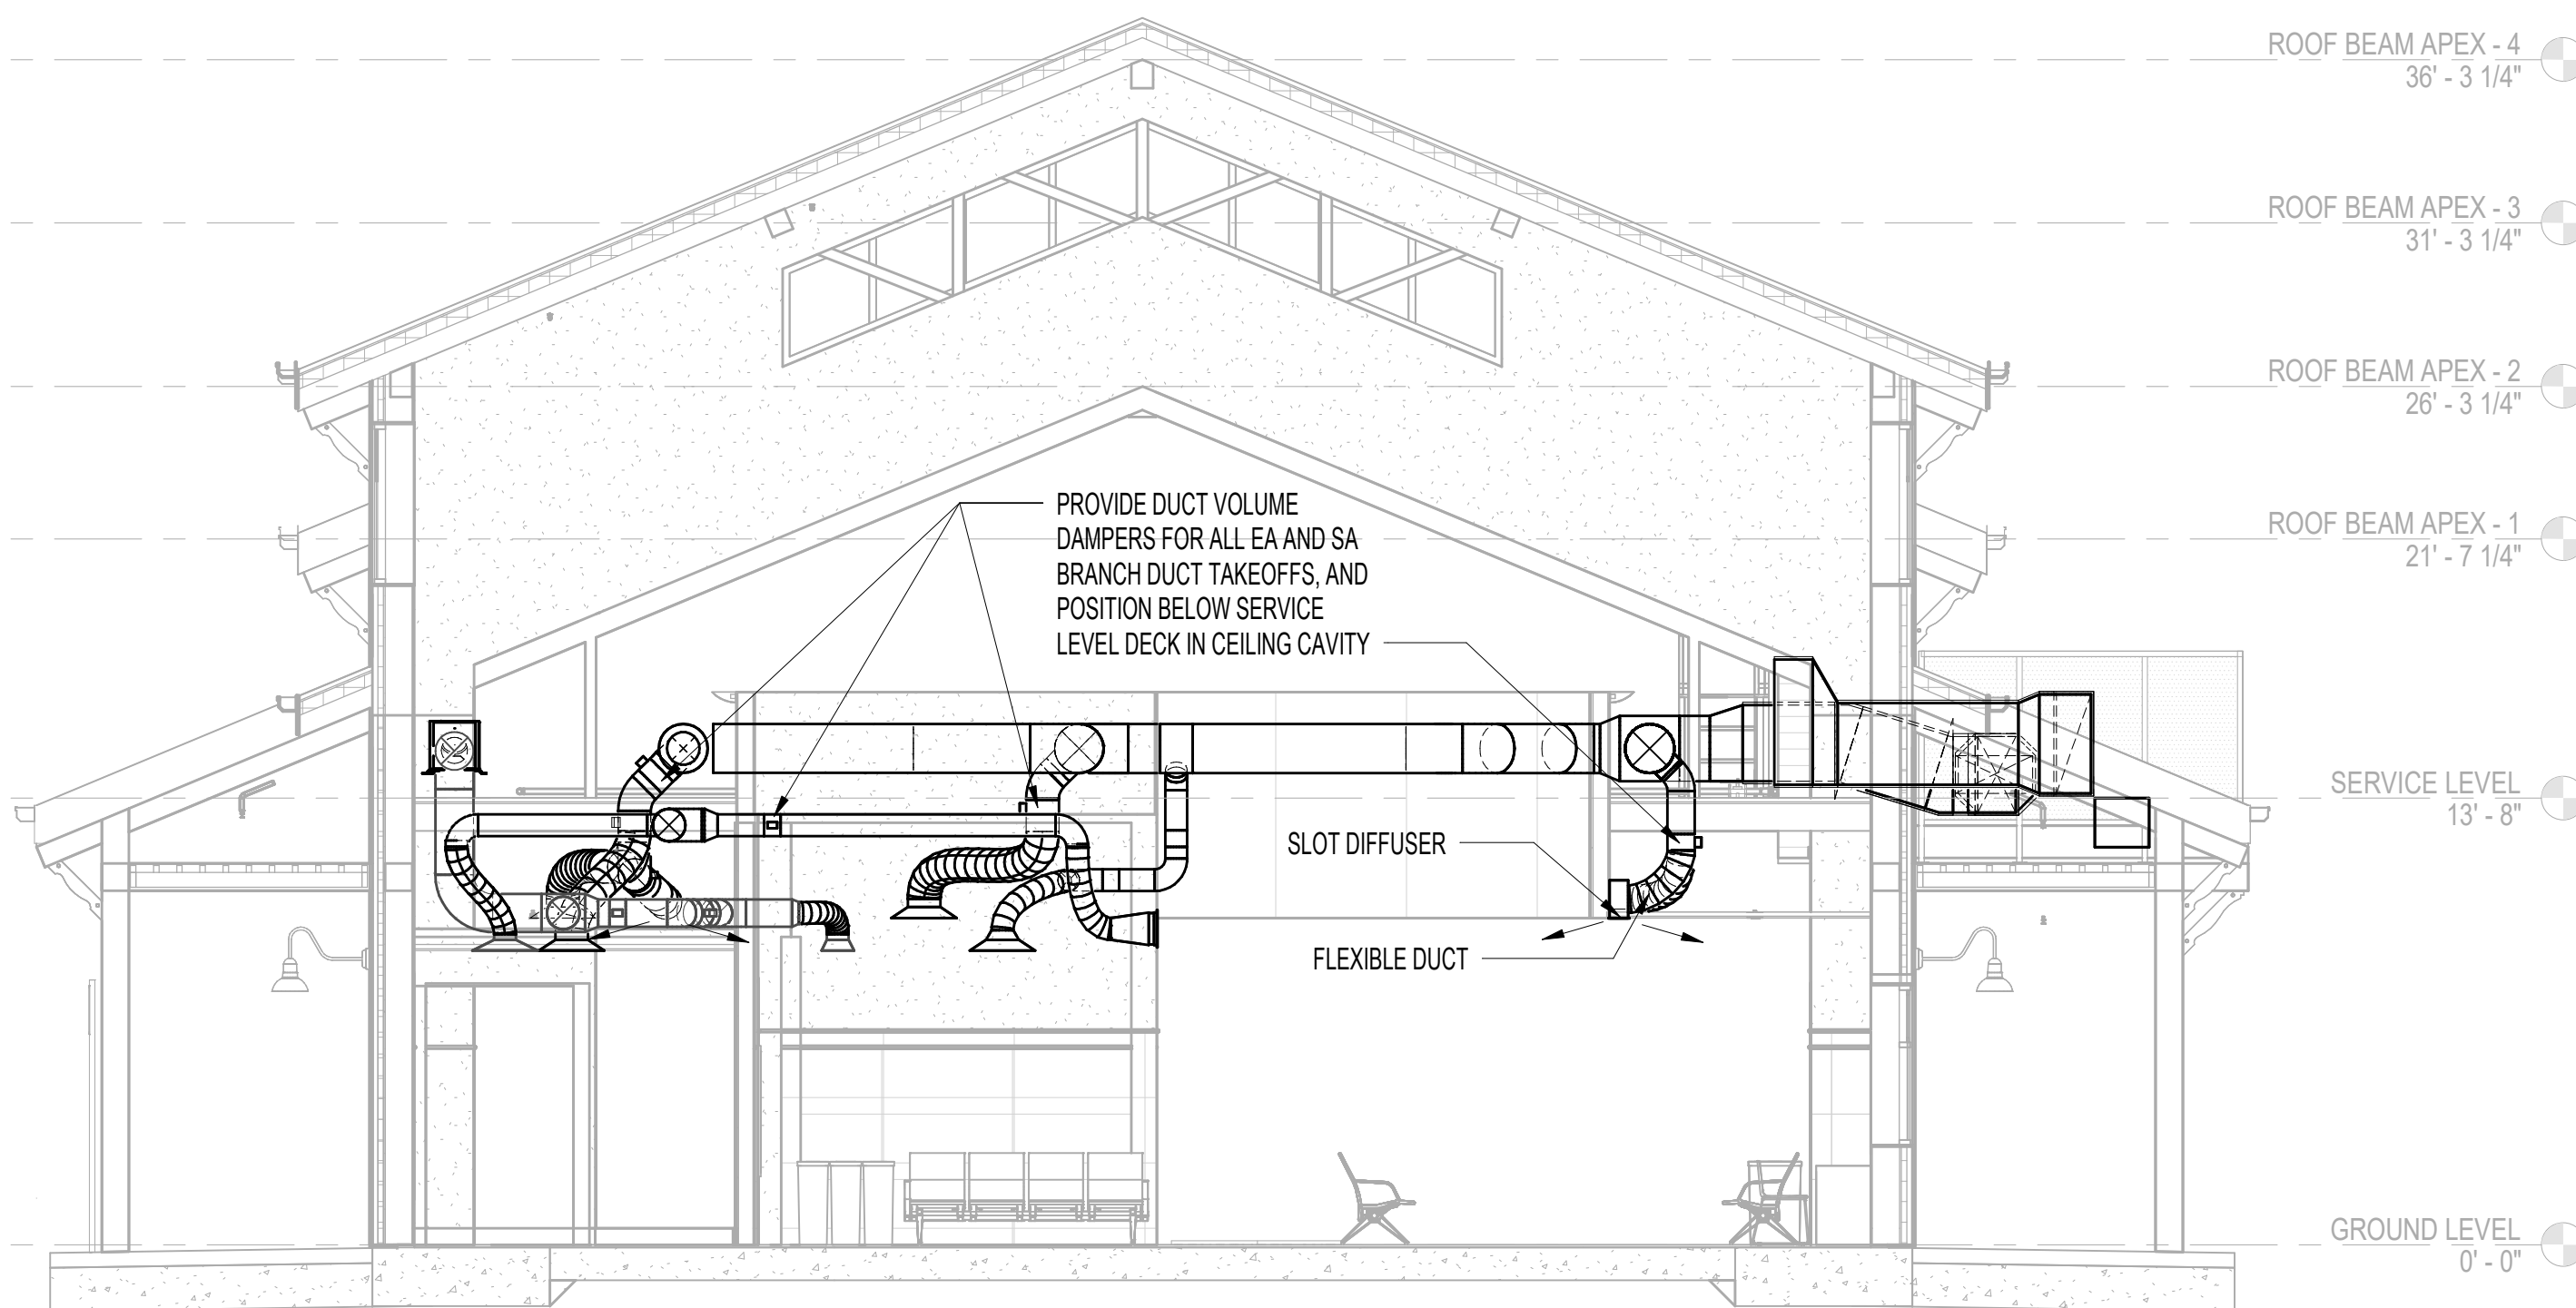 ROOF BEAM APEX - 4
36' - 3 1/4"
ROOF BEAM APEX - 3
31' - 3 1/4"
ROOF BEAM APEX - 2
26' - 3 1/4"
PROVIDE DUCT VOLUME
DAMPERS FOR ALL EA AND SA
BRANCH DUCT TAKEOFFS, AND
POSITION BELOW SERVICE
LEVEL DECK IN CEILING CAVITY
ROOF BEAM APEX - 1
21' - 7 1/4"
SERVICE LEVEL
13' - 8"
SLOT DIFFUSER
FLEXIBLE DUCT
GROUND LEVEL
0' - 0"